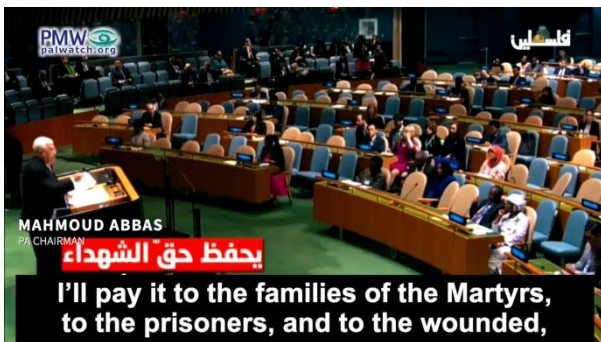 PMW
palwatch.org
فلسطين
MAHMOUD ABBAS
PA CHAIRMAN
يحفظ حقّ الشهداء
I'll pay it to the families of the Martyrs,
to the prisoners, and to the wounded,